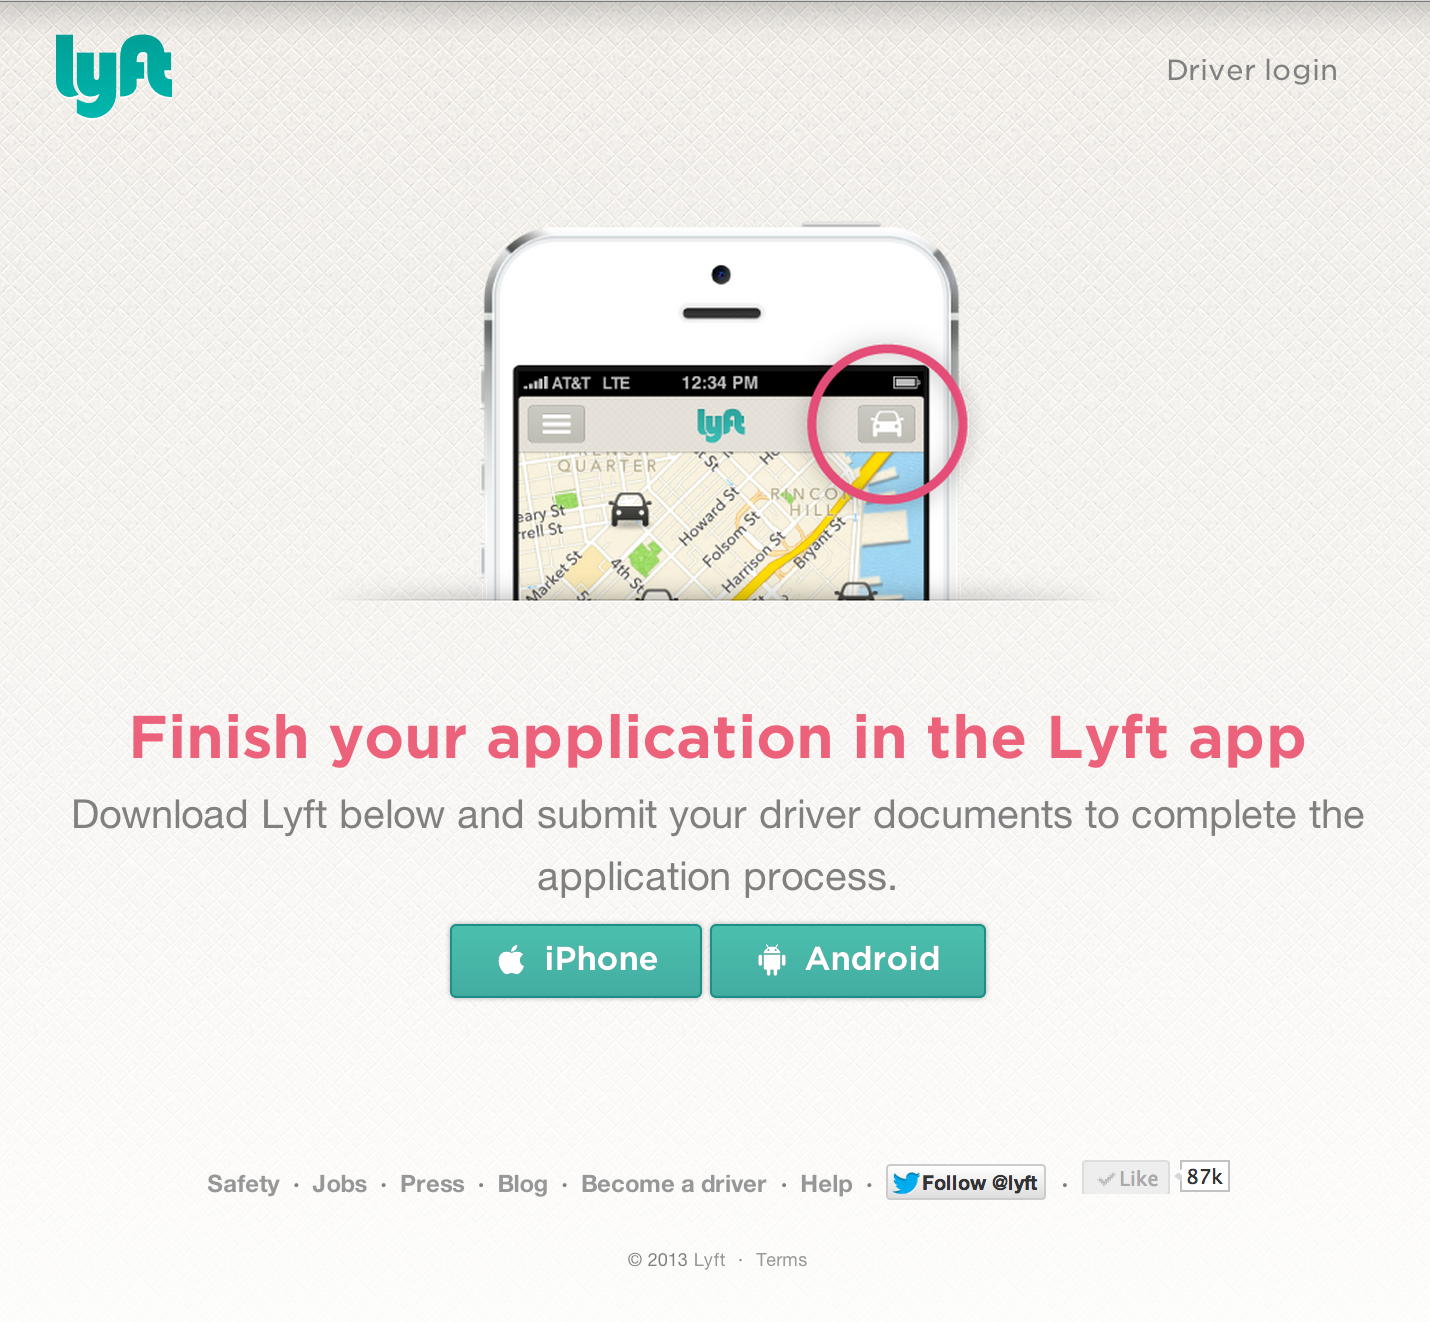 lyft
Driver login
AT&T LTE 12:34 PM
lyft
FRENCH
QUARTER
RINCON
HILL
Howard St
Folsom St
Harrison St
Bryant St
eary St
rrell St
Market St
4th St
Finish your application in the Lyft app
Download Lyft below and submit your driver documents to complete the
application process.
iPhone Android
Safety · Jobs · Press · Blog · Become a driver · Help · Follow @lyft · Like 87k
© 2013 Lyft · Terms